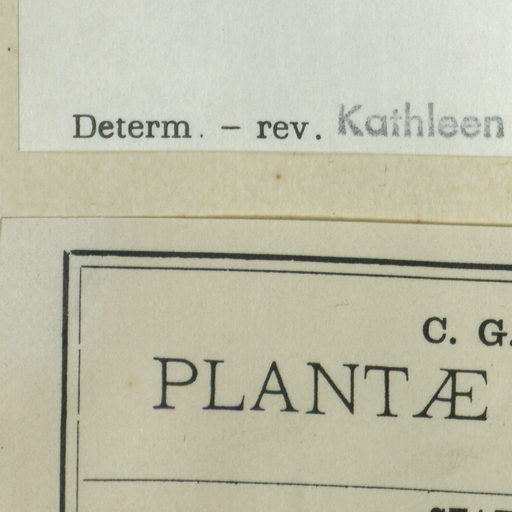 Determ. – rev. Kathleen
C. G.
PLANTÆ